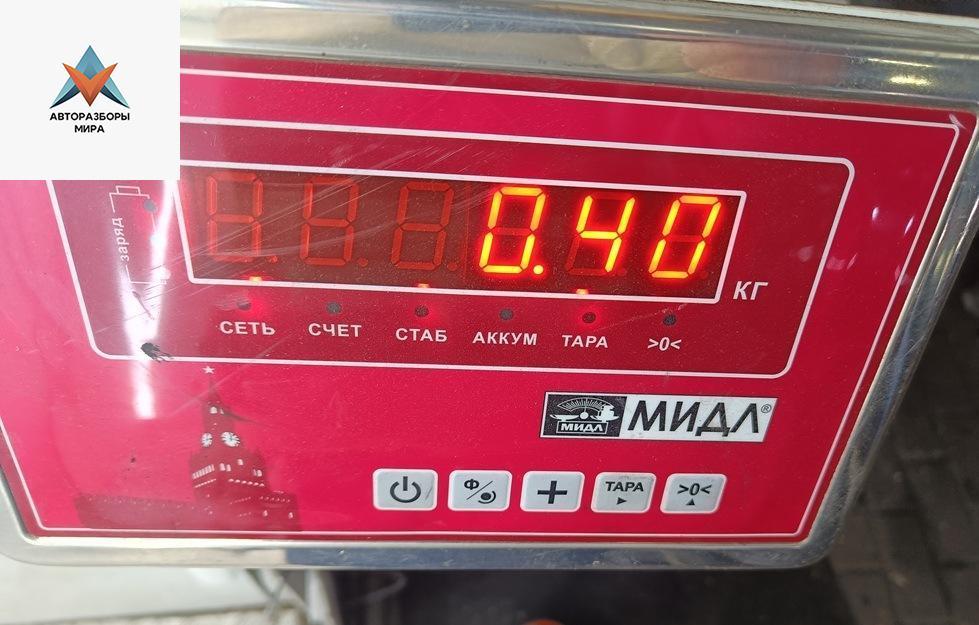 АВТОРАЗБОРЫ
МИРА
заряд
0.40
КГ
СЕТЬ СЧЕТ СТАБ АККУМ ТАРА >0<
МИДЛ МИДЛ®
Ф ТАРА >0<